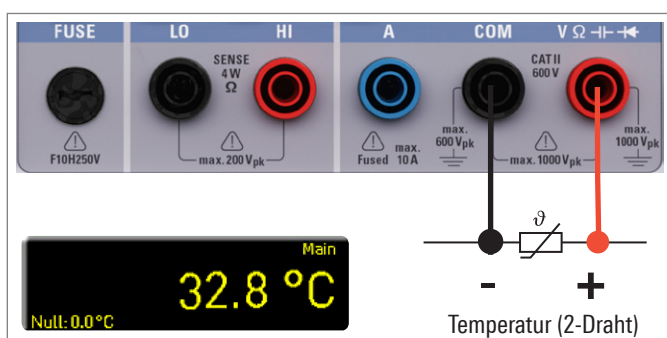 FUSE
LO
HI
A
COM
V Ω
SENSE
4 W
Ω
CAT II
600 V
F10H250V
max. 200 Vpk
Fused
max.
10 A
max.
600 Vpk
max. 1000 Vpk
max.
1000 Vpk
ϑ
- +
Temperatur (2-Draht)
Main
32.8 °C
Null: 0.0°C